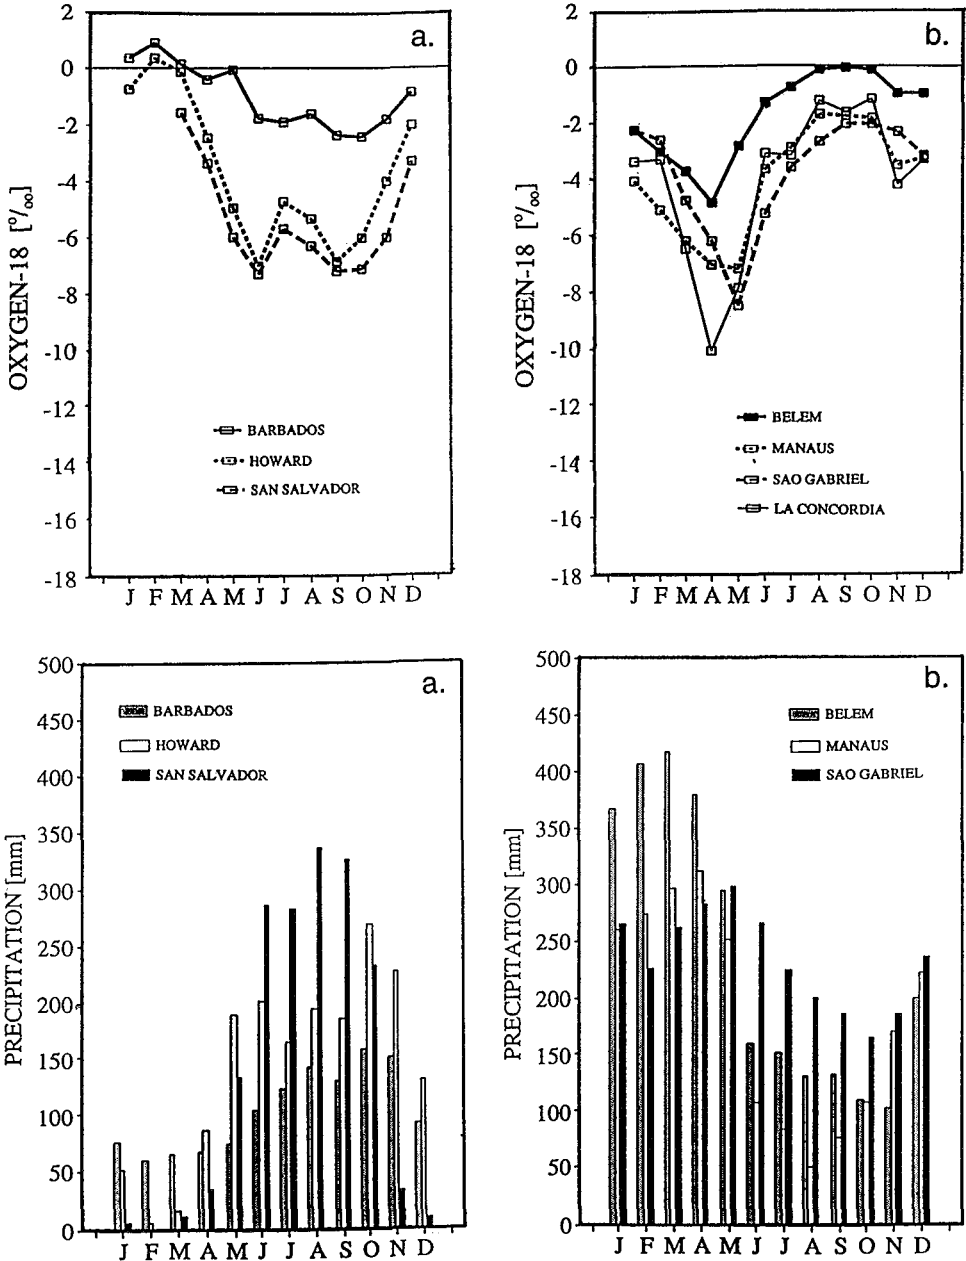 a.
2
0
-2
-4
-6
-8
-10
-12
-14
-16
-18
OXYGEN-18 [°/∞]
BARBADOS
HOWARD
SAN SALVADOR
J F M A M J J A S O N D
b.
2
0
-2
-4
-6
-8
-10
-12
-14
-16
-18
OXYGEN-18 [°/∞]
BELEM
MANAUS
SAO GABRIEL
LA CONCORDIA
J F M A M J J A S O N D
a.
500
450
400
350
300
250
200
150
100
50
0
PRECIPITATION [mm]
BARBADOS
HOWARD
SAN SALVADOR
J F M A M J J A S O N D
b.
500
450
400
350
300
250
200
150
100
50
0
PRECIPITATION [mm]
BELEM
MANAUS
SAO GABRIEL
J F M A M J J A S O N D